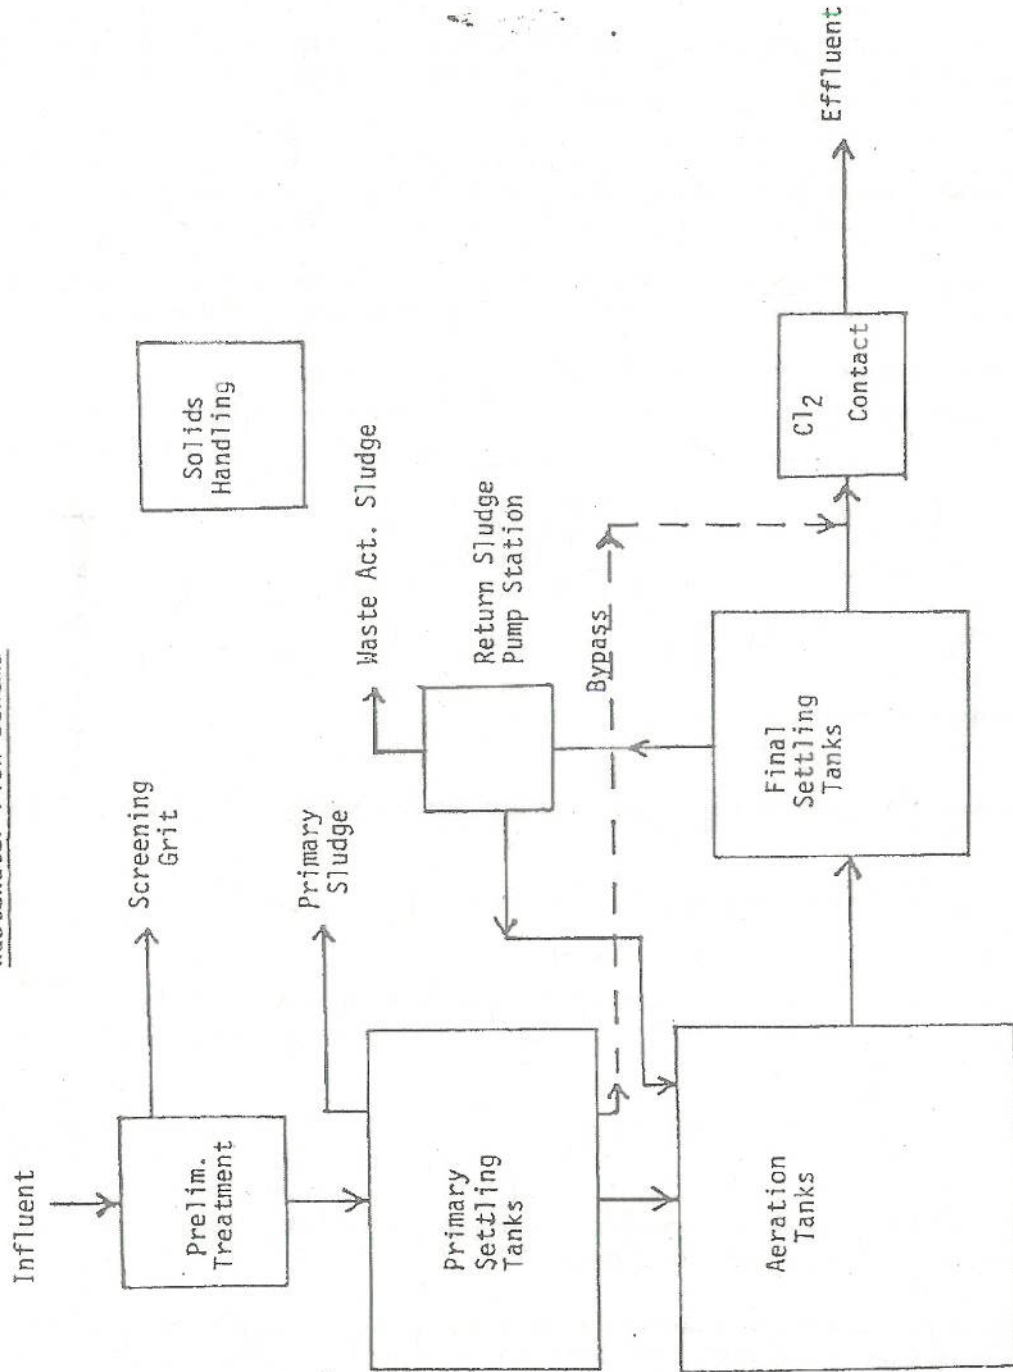 Influent
Prelim.
Treatment
Screening
Grit
Primary
Settling
Tanks
Primary
Sludge
Aeration
Tanks
Final
Settling
Tanks
Return Sludge
Pump Station
Waste Act. Sludge
Bypass
Solids
Handling
Cl₂
Contact
Effluent